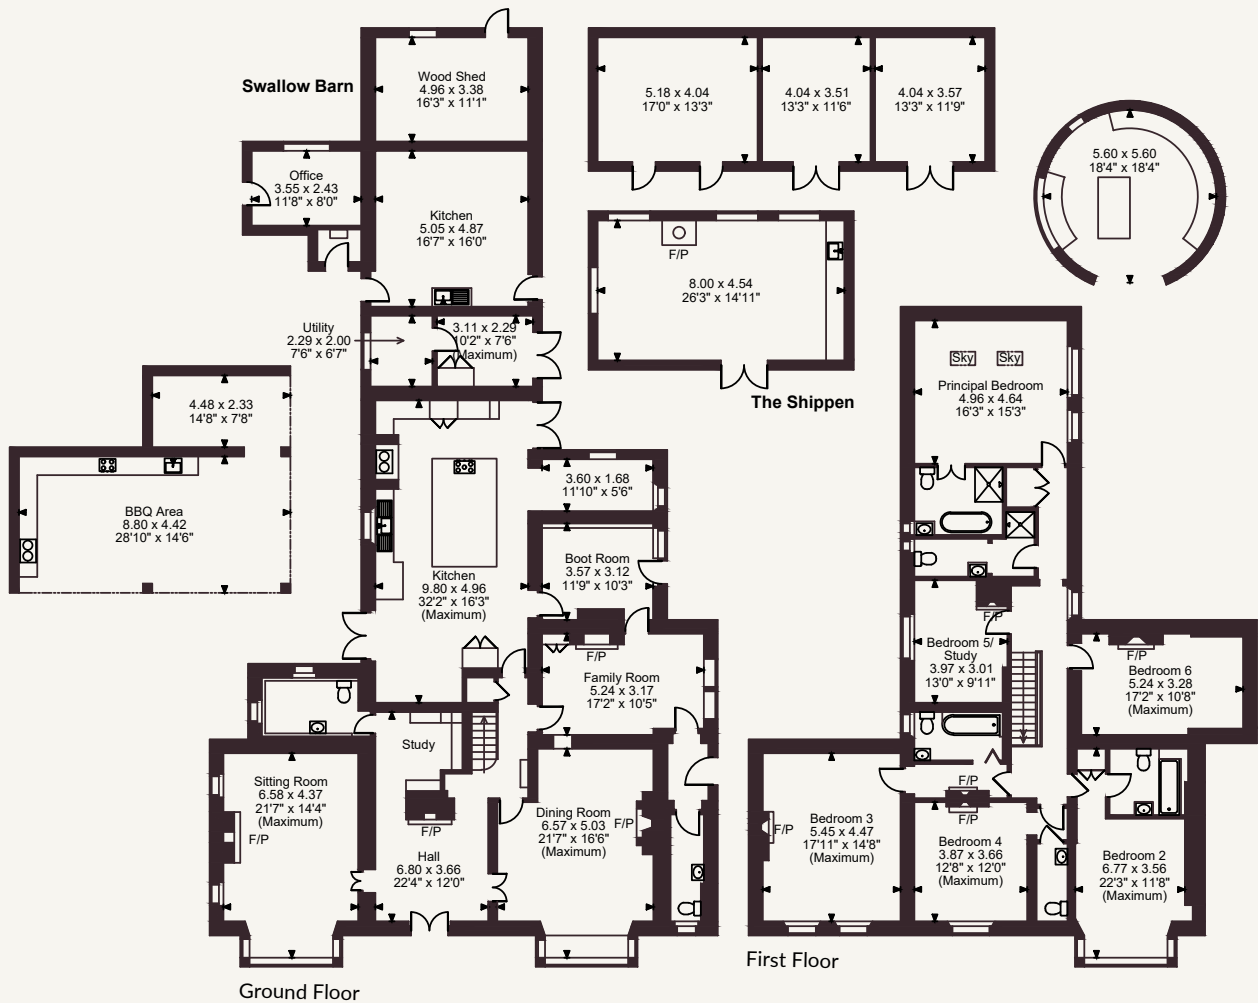 Swallow Barn
Wood Shed
4.96 x 3.38
16'3" x 11'1"
Office
3.55 x 2.43
11'8" x 8'0"
Kitchen
5.05 x 4.87
16'7" x 16'0"
Utility
2.29 x 2.00
7'6" x 6'7"
3.11 x 2.29
10'2" x 7'6"
(Maximum)
5.18 x 4.04
17'0" x 13'3"
4.04 x 3.51
13'3" x 11'6"
4.04 x 3.57
13'3" x 11'9"
5.60 x 5.60
18'4" x 18'4"
F/P
8.00 x 4.54
26'3" x 14'11"
The Shippen
4.48 x 2.33
14'8" x 7'8"
BBQ Area
8.80 x 4.42
28'10" x 14'6"
3.60 x 1.68
11'10" x 5'6"
Boot Room
3.57 x 3.12
11'9" x 10'3"
Kitchen
9.80 x 4.96
32'2" x 16'3"
(Maximum)
F/P
Family Room
5.24 x 3.17
17'2" x 10'5"
Study
Sitting Room
6.58 x 4.37
21'7" x 14'4"
(Maximum)
F/P
F/P
Hall
6.80 x 3.66
22'4" x 12'0"
Dining Room
6.57 x 5.03
21'7" x 16'6"
(Maximum)
F/P
Ground Floor
Sky
Sky
Principal Bedroom
4.96 x 4.64
16'3" x 15'3"
F/P
Bedroom 5/
Study
3.97 x 3.01
13'0" x 9'11"
F/P
Bedroom 6
5.24 x 3.28
17'2" x 10'8"
(Maximum)
F/P
F/P
Bedroom 3
5.45 x 4.47
17'11" x 14'8"
(Maximum)
F/P
Bedroom 4
3.87 x 3.66
12'8" x 12'0"
(Maximum)
Bedroom 2
6.77 x 3.56
22'3" x 11'8"
(Maximum)
First Floor